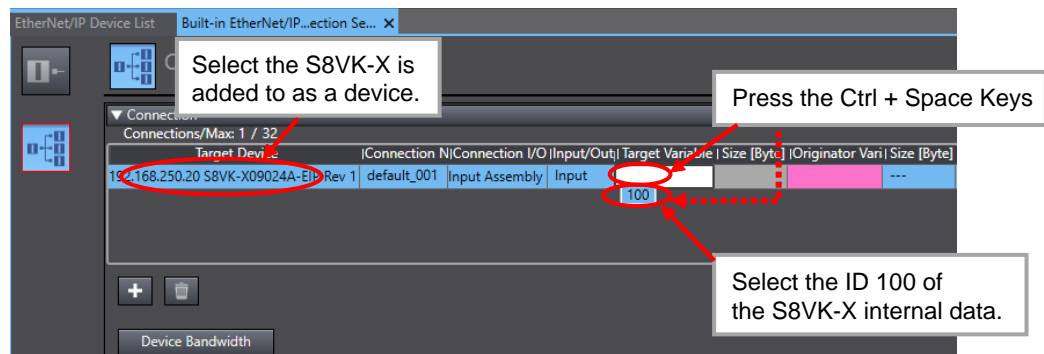 EtherNet/IP Device List
Built-in EtherNet/IP...ection Se... X
Select the S8VK-X is
added to as a device.
Press the Ctrl + Space Keys
▼ Connection
Connections/Max: 1 / 32
Target Device |Connection N|Connection I/O|Input/Out| Target Variable |Size [Byte] |Originator Vari|Size [Byte]
192.168.250.20 S8VK-X09024A-EIP Rev 1 default_001 Input Assembly Input ---
100
Select the ID 100 of
the S8VK-X internal data.
+
Device Bandwidth